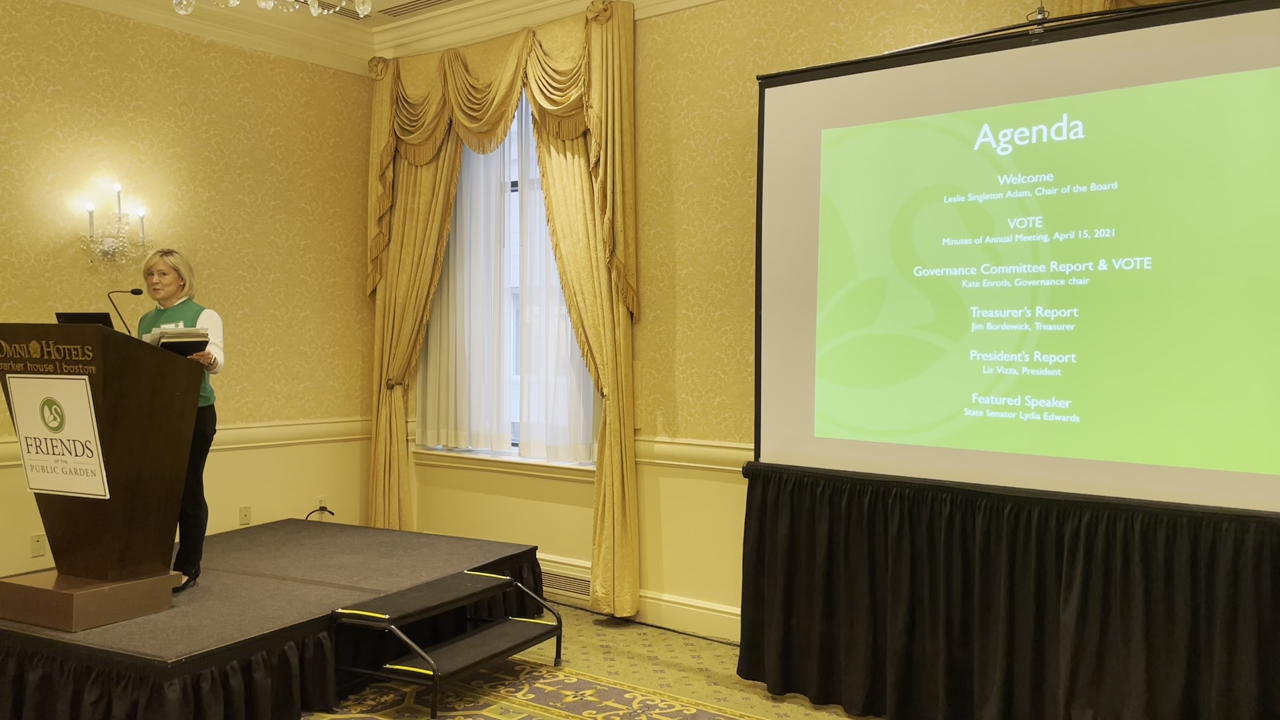 OMNI HOTELS
parker house | boston
FRIENDS
OF THE
PUBLIC GARDEN
Agenda
Welcome
Leslie Singleton Adam, Chair of the Board
VOTE
Minutes of Annual Meeting, April 15, 2021
Governance Committee Report & VOTE
Kate Enroth, Governance chair
Treasurer's Report
Jim Bordewick, Treasurer
President's Report
Liz Vizza, President
Featured Speaker
State Senator Lydia Edwards